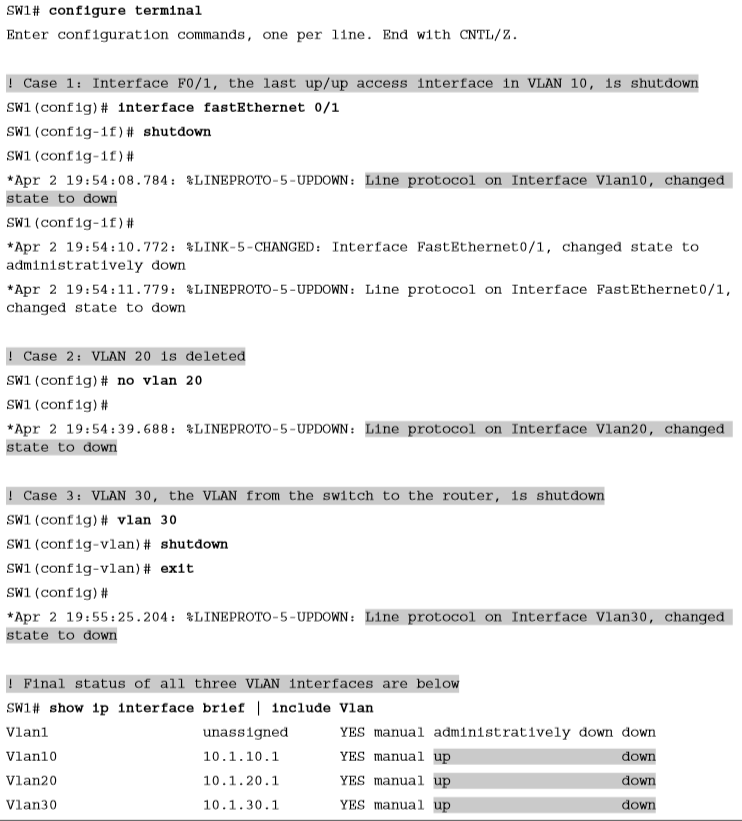 SW1# configure terminal
Enter configuration commands, one per line. End with CNTL/Z.
! Case 1: Interface F0/1, the last up/up access interface in VLAN 10, is shutdown
SW1(config)# interface fastEthernet 0/1
SW1(config-if)# shutdown
SW1(config-if)#
*Apr 2 19:54:08.784: %LINEPROTO-5-UPDOWN: Line protocol on Interface Vlan10, changed
state to down
SW1(config-if)#
*Apr 2 19:54:10.772: %LINK-5-CHANGED: Interface FastEthernet0/1, changed state to
administratively down
*Apr 2 19:54:11.779: %LINEPROTO-5-UPDOWN: Line protocol on Interface FastEthernet0/1,
changed state to down
! Case 2: VLAN 20 is deleted
SW1(config)# no vlan 20
SW1(config)#
*Apr 2 19:54:39.688: %LINEPROTO-5-UPDOWN: Line protocol on Interface Vlan20, changed
state to down
! Case 3: VLAN 30, the VLAN from the switch to the router, is shutdown
SW1(config)# vlan 30
SW1(config-vlan)# shutdown
SW1(config-vlan)# exit
SW1(config)#
*Apr 2 19:55:25.204: %LINEPROTO-5-UPDOWN: Line protocol on Interface Vlan30, changed
state to down
! Final status of all three VLAN interfaces are below
SW1# show ip interface brief | include Vlan
Vlan1 unassigned YES manual administratively down down
Vlan10 10.1.10.1 YES manual up down
Vlan20 10.1.20.1 YES manual up down
Vlan30 10.1.30.1 YES manual up down